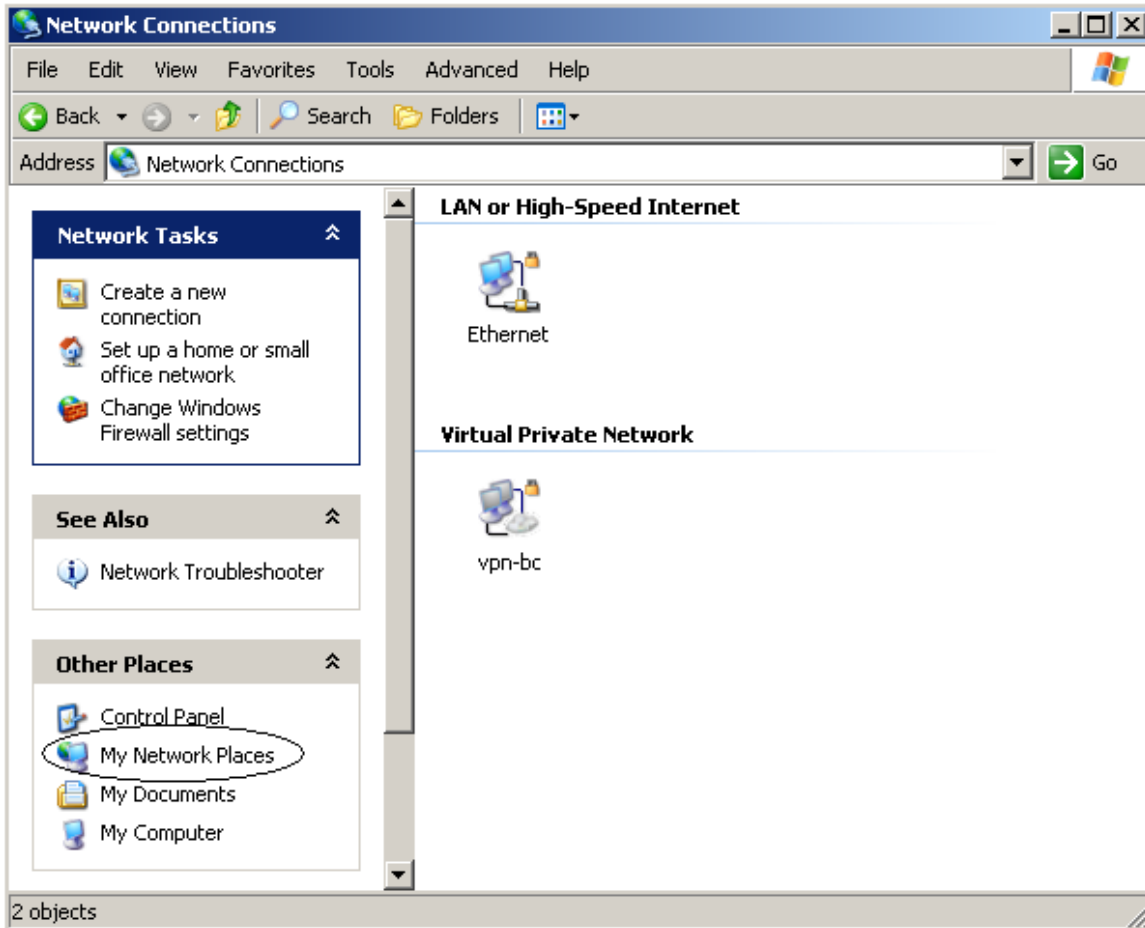 Network Connections
File Edit View Favorites Tools Advanced Help
Back Search Folders
Address Network Connections Go
Network Tasks
Create a new
connection
Set up a home or small
office network
Change Windows
Firewall settings
See Also
Network Troubleshooter
Other Places
Control Panel
My Network Places
My Documents
My Computer
LAN or High-Speed Internet
Ethernet
Virtual Private Network
vpn-bc
2 objects